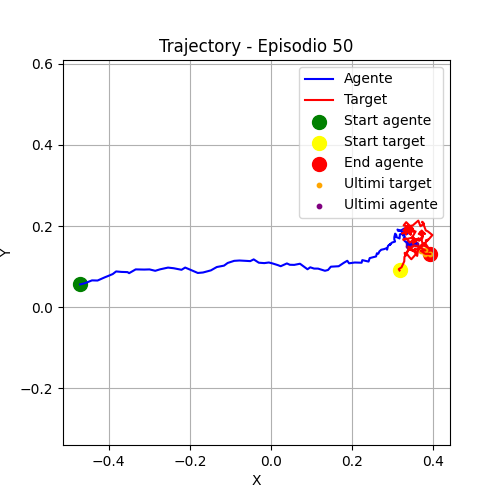 Trajectory - Episodio 50
Agente
Target
Start agente
Start target
End agente
Ultimi target
Ultimi agente
0.6
0.4
0.2
0.0
−0.2
Y
−0.4
−0.2
0.0
0.2
0.4
X